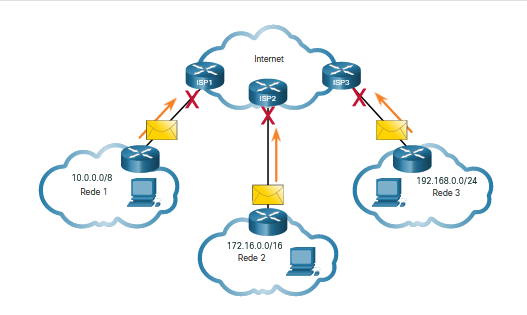 Internet
ISP1
ISP2
ISP3
10.0.0.0/8
Rede 1
192.168.0.0/24
Rede 3
172.16.0.0/16
Rede 2